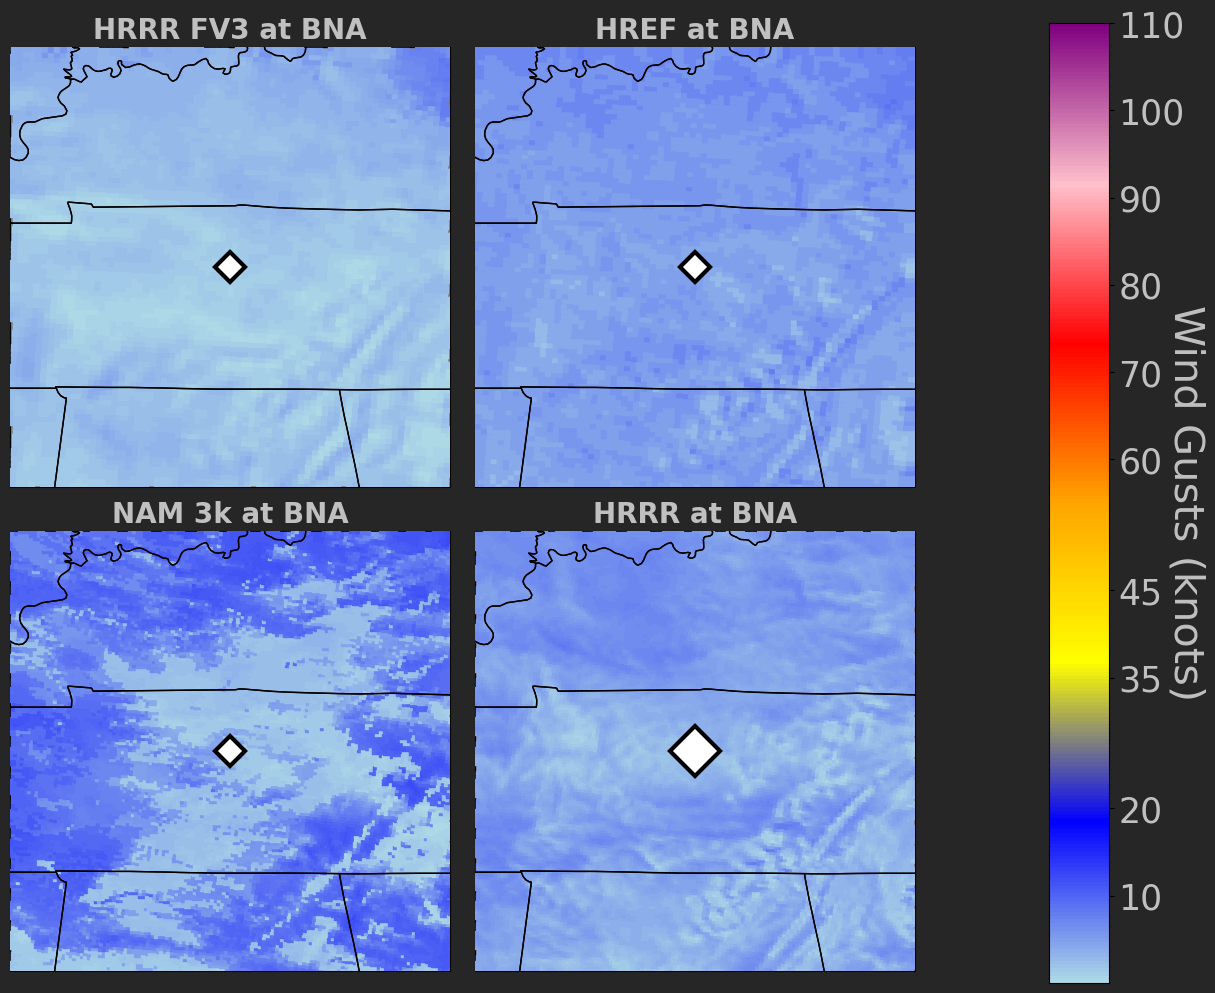 HRRR FV3 at BNA
HREF at BNA
NAM 3k at BNA
HRRR at BNA
110
100
90
80
70
60
45
35
20
10
Wind Gusts (knots)